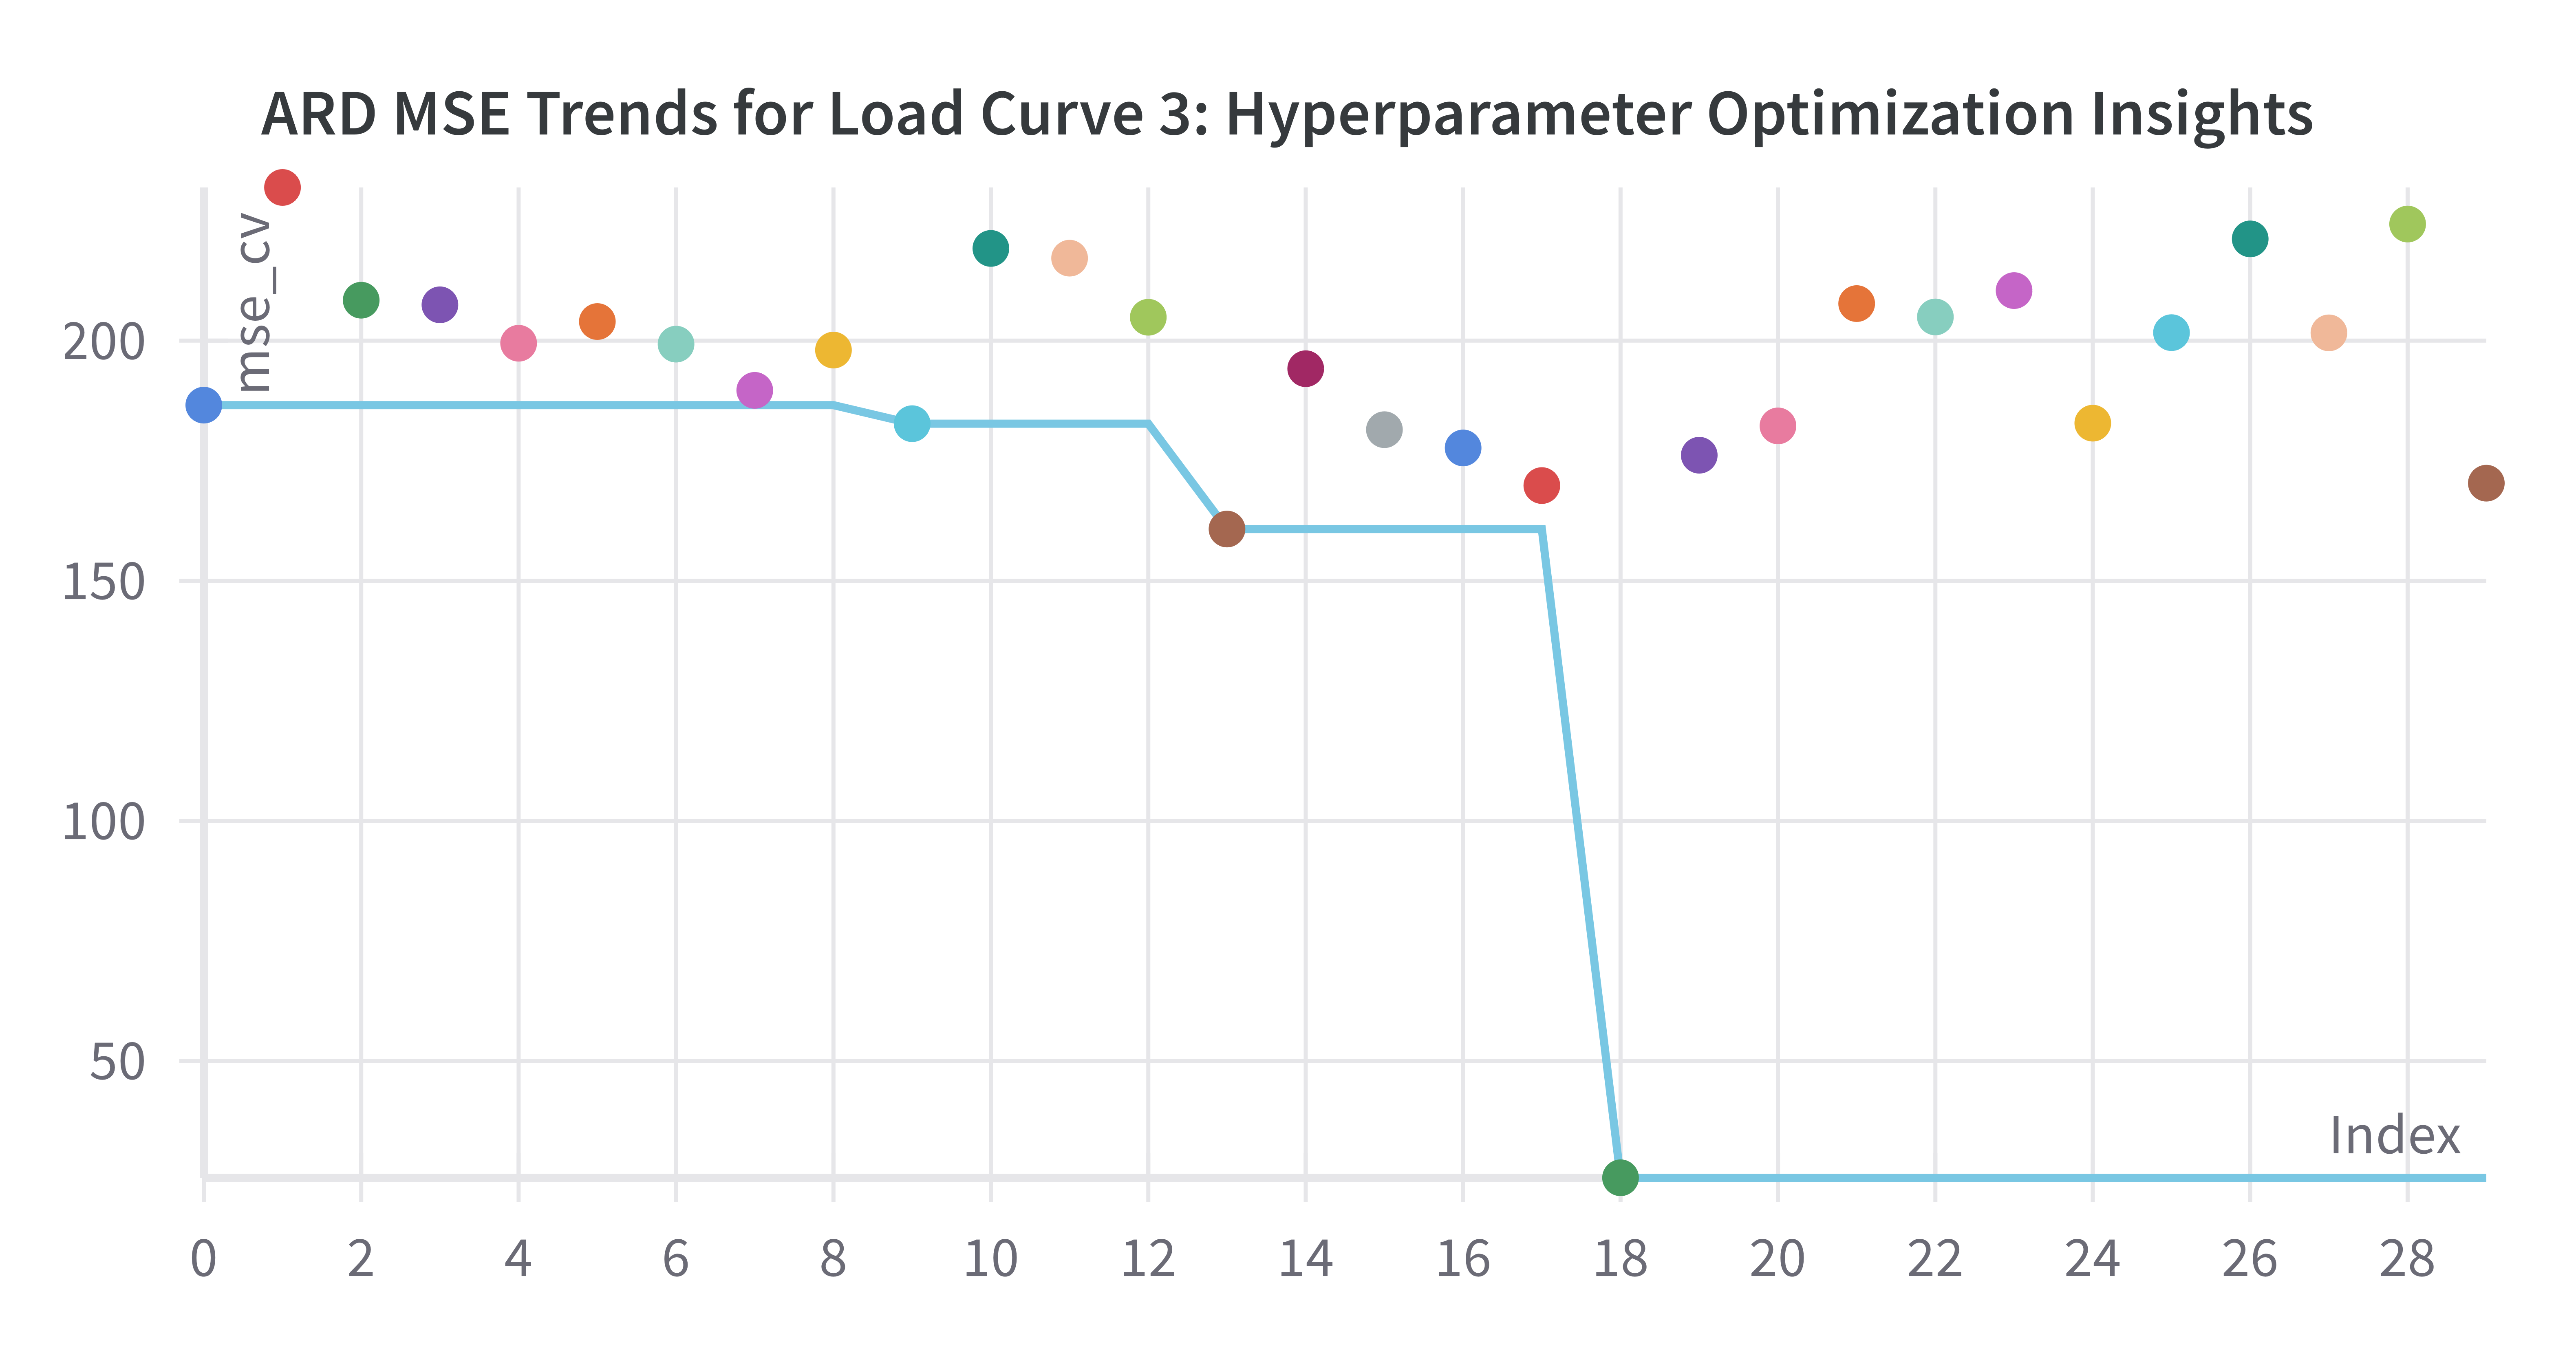 ARD MSE Trends for Load Curve 3: Hyperparameter Optimization Insights
mse_cv
200
150
100
50
Index
0 2 4 6 8 10 12 14 16 18 20 22 24 26 28